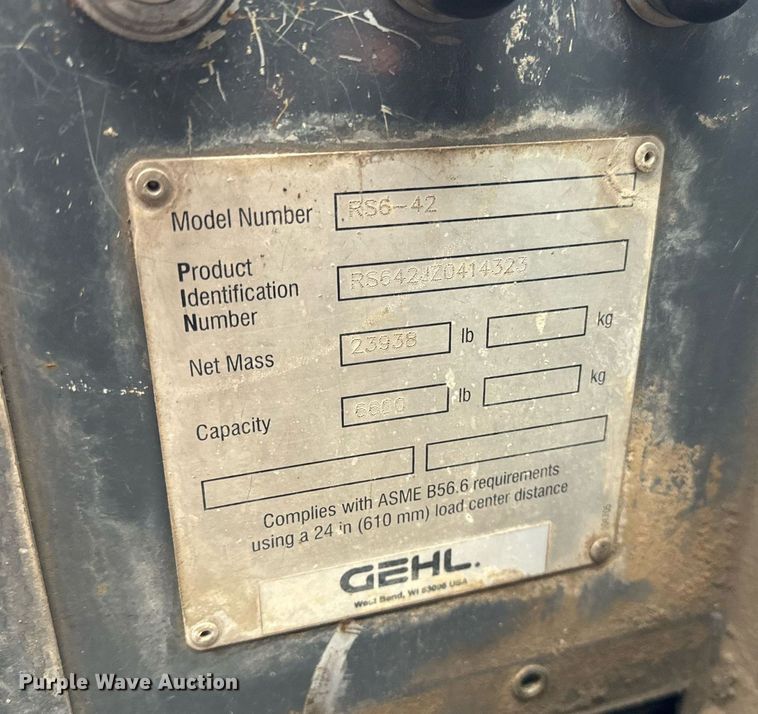 Model Number RS6-42
Product RS642JZ0414323
Identification
Number
Net Mass 23938 lb kg
Capacity 6600 lb kg
Complies with ASME B56.6 requirements
using a 24 in (610 mm) load center distance
GEHL.
West Bend, WI 53095 USA
Purple Wave Auction